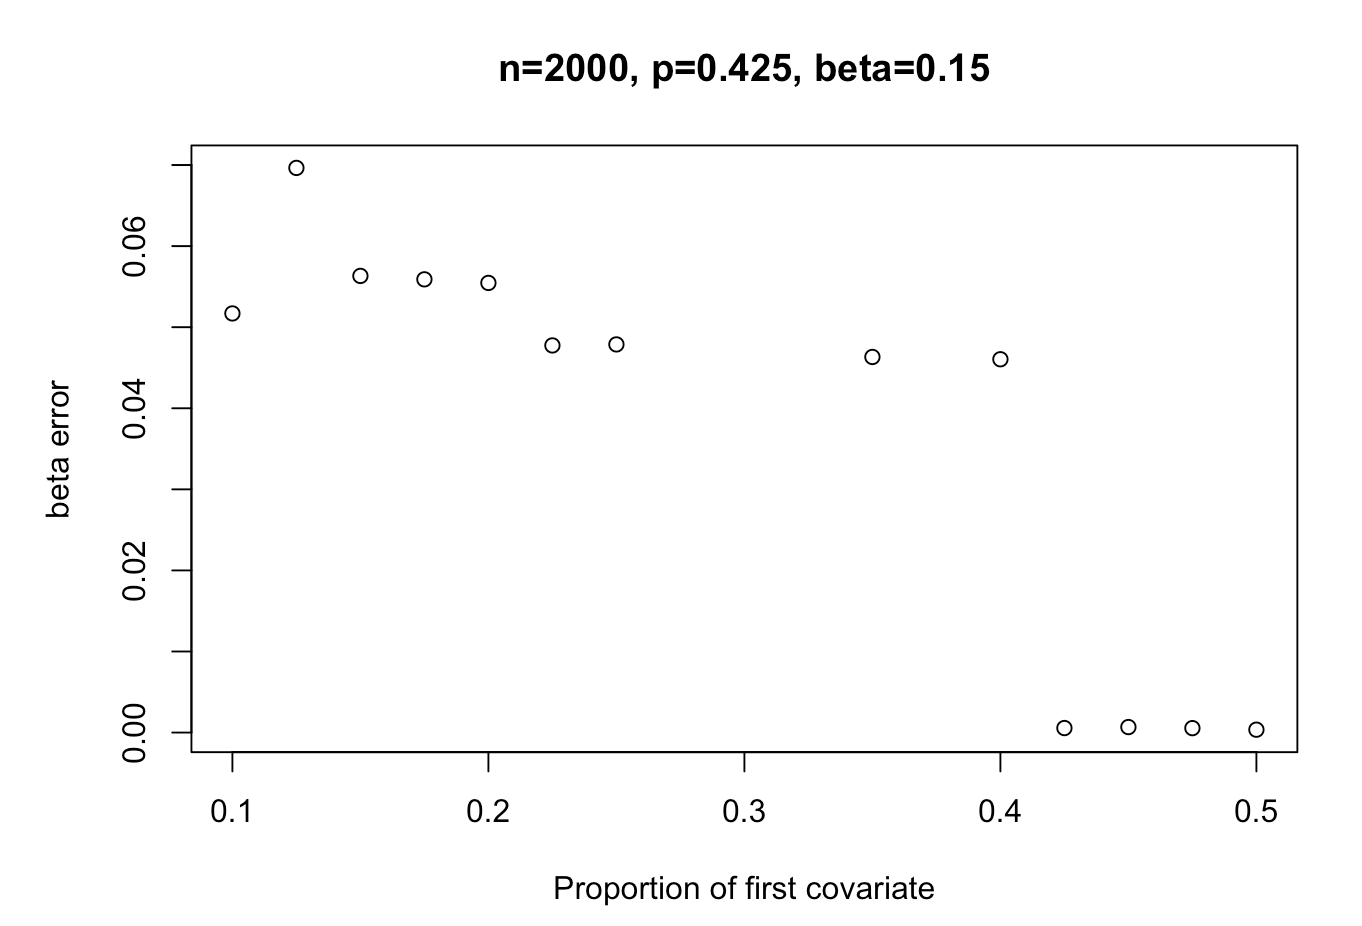 n=2000, p=0.425, beta=0.15
0.06
0.04
0.02
0.00
beta error
0.1 0.2 0.3 0.4 0.5
Proportion of first covariate